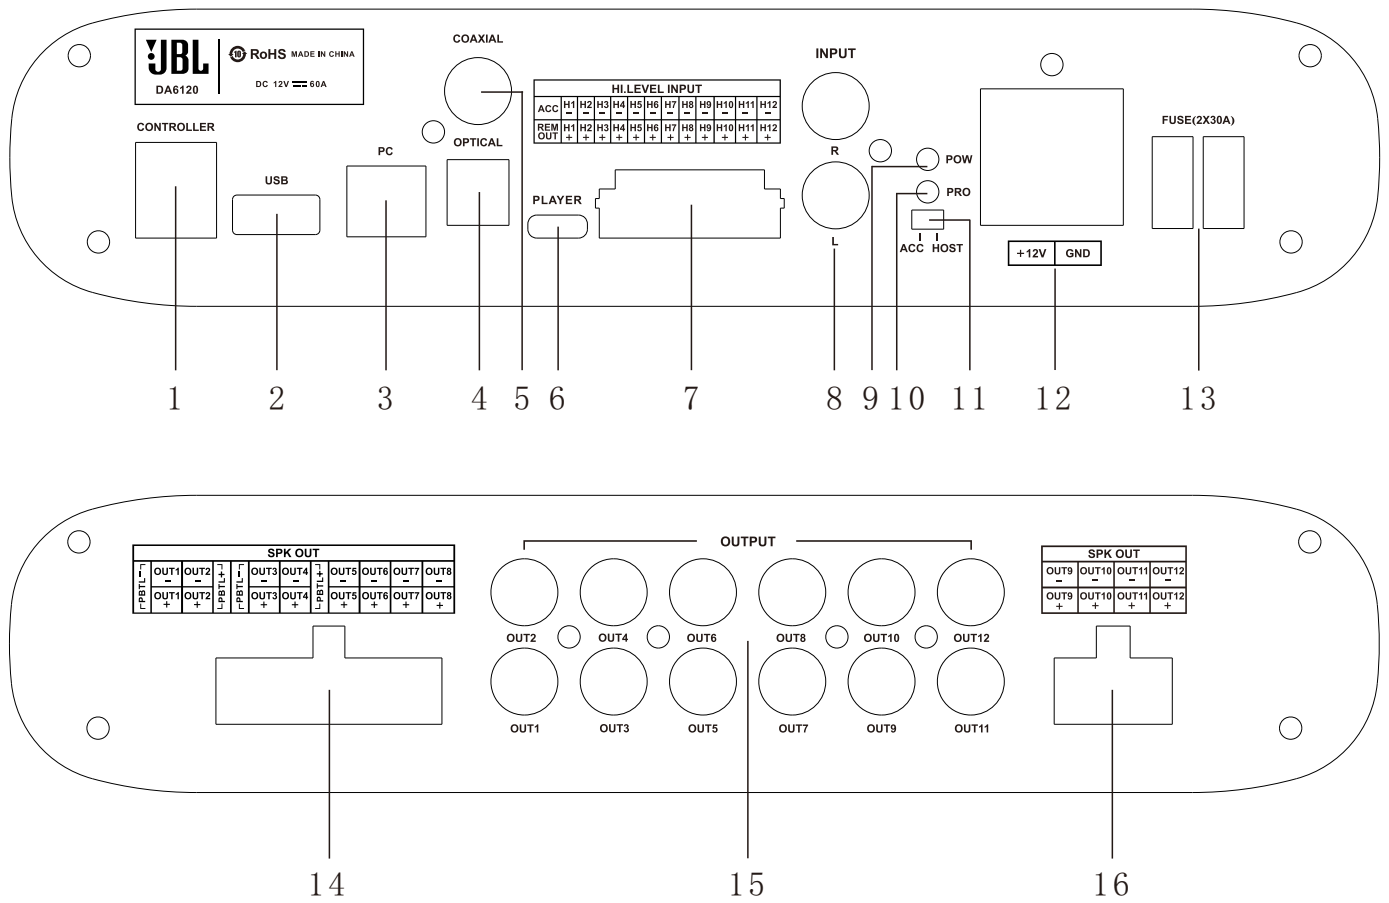 JBL
DA6120
10 RoHS MADE IN CHINA
DC 12V 60A
COAXIAL
INPUT
HI.LEVEL INPUT
ACC H1 - H2 - H3 - H4 - H5 - H6 - H7 - H8 - H9 - H10 - H11 - H12 -
REM OUT H1 + H2 + H3 + H4 + H5 + H6 + H7 + H8 + H9 + H10 + H11 + H12 +
FUSE(2X30A)
CONTROLLER
PC
OPTICAL
R
POW
USB
PLAYER
PRO
L
ACC HOST
+12V GND
1 2 3 4 5 6 7 8 9 10 11 12 13
SPK OUT
PBTL- OUT1 - OUT2 - PBTL+ PBTL- OUT3 - OUT4 - PBTL+ OUT5 - OUT6 - OUT7 - OUT8 -
OUT1 + OUT2 + OUT3 + OUT4 + OUT5 + OUT6 + OUT7 + OUT8 +
OUTPUT
SPK OUT
OUT9 - OUT10 - OUT11 - OUT12 -
OUT9 + OUT10 + OUT11 + OUT12 +
OUT2 OUT4 OUT6 OUT8 OUT10 OUT12
OUT1 OUT3 OUT5 OUT7 OUT9 OUT11
14 15 16